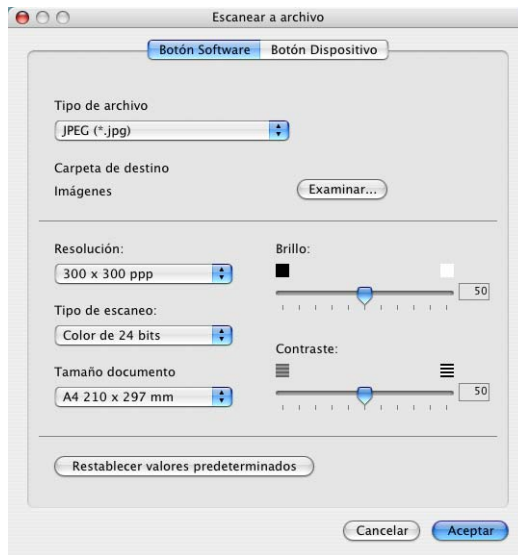 Escanear a archivo
Botón Software Botón Dispositivo
Tipo de archivo
JPEG (*.jpg)
Carpeta de destino
Imágenes Examinar...
Resolución:
300 x 300 ppp
Tipo de escaneo:
Color de 24 bits
Tamaño documento
A4 210 x 297 mm
Brillo:
50
Contraste:
50
Restablecer valores predeterminados
Cancelar Aceptar